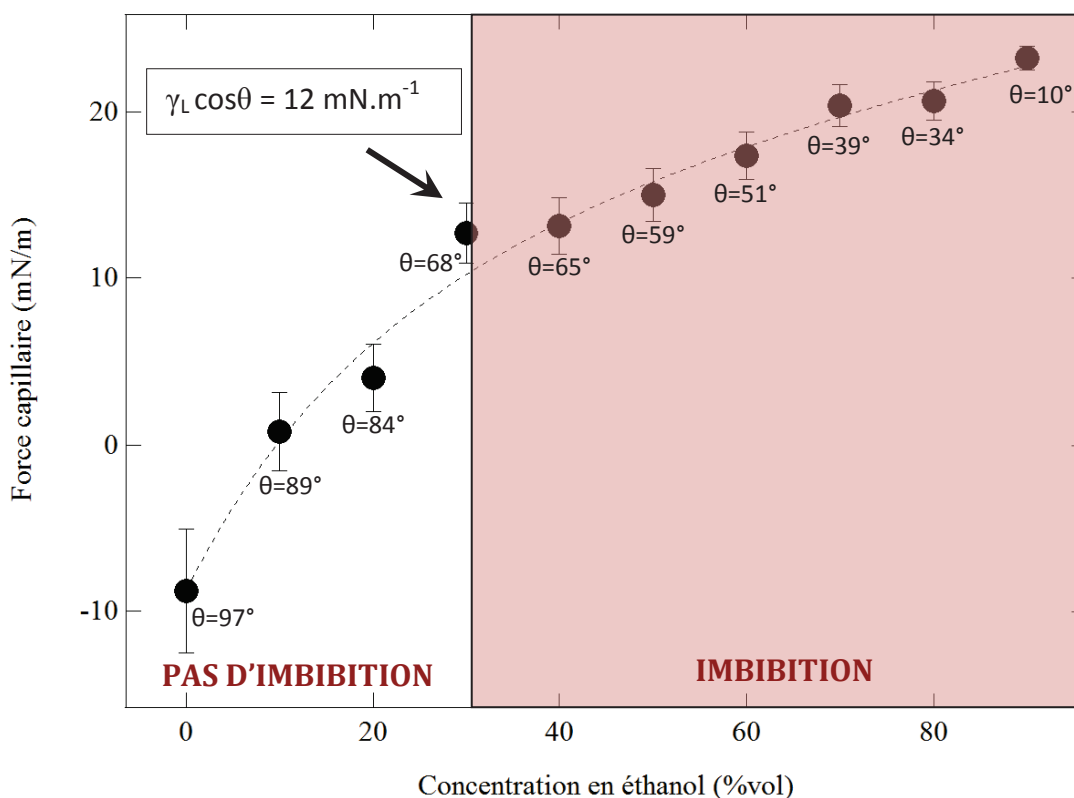 γL cosθ = 12 mN.m-1
20
10
0
-10
Force capillaire (mN/m)
θ=97°
θ=89°
θ=84°
θ=68°
θ=65°
θ=59°
θ=51°
θ=39°
θ=34°
θ=10°
PAS D'IMBIBITION
IMBIBITION
0
20
40
60
80
Concentration en éthanol (%vol)